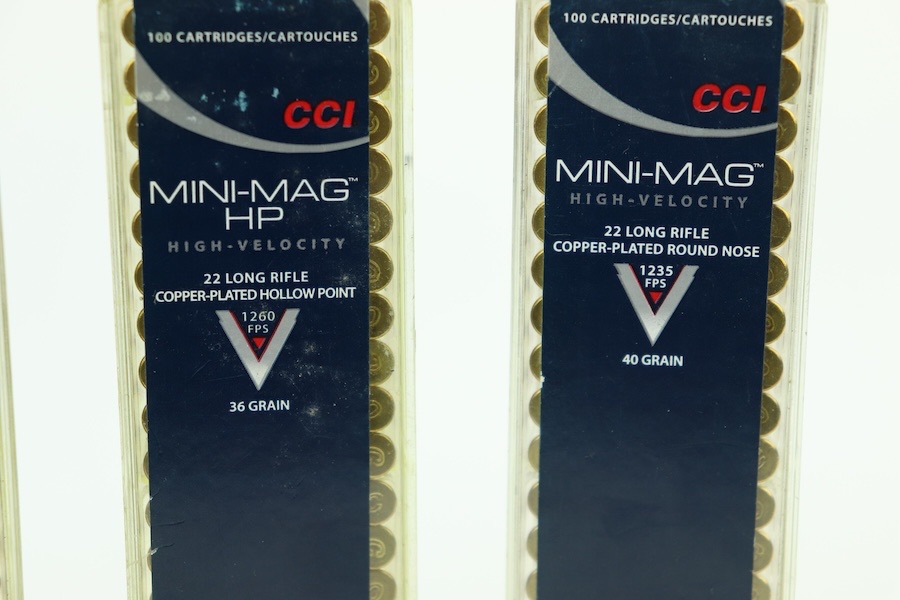 100 CARTRIDGES/CARTOUCHES
CCI
MINI-MAG™
HP
HIGH-VELOCITY
22 LONG RIFLE
COPPER-PLATED HOLLOW POINT
1260
FPS
36 GRAIN
100 CARTRIDGES/CARTOUCHES
CCI
MINI-MAG™
HIGH-VELOCITY
22 LONG RIFLE
COPPER-PLATED ROUND NOSE
1235
FPS
40 GRAIN